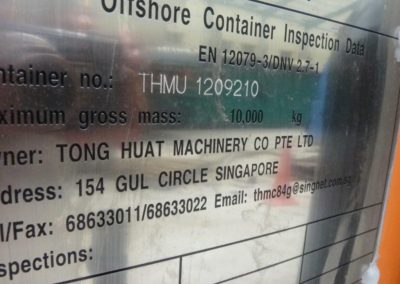 Offshore Container Inspection Data
EN 12079-3/DNV 2.7-1
ntainer no.: THMU 1209210
aximum gross mass: 10,000 kg
wner: TONG HUAT MACHINERY CO PTE LTD
dress: 154 GUL CIRCLE SINGAPORE
l/Fax: 68633011/68633022 Email: thmc84g@singnet.com.sg
spections: